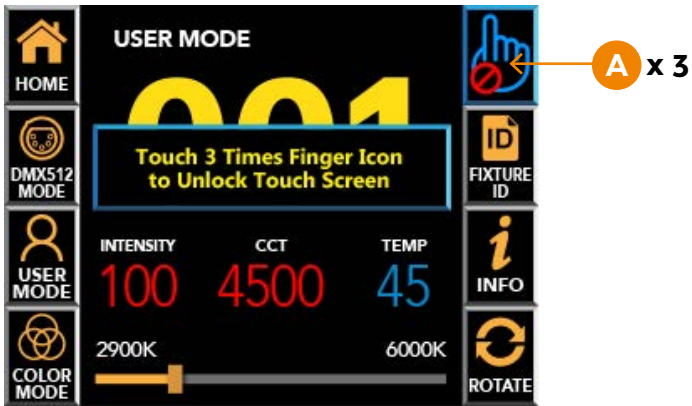 HOME
DMX512
MODE
USER
MODE
COLOR
MODE
USER MODE
001
Touch 3 Times Finger Icon
to Unlock Touch Screen
INTENSITY CCT TEMP
100 4500 45
2900K 6000K
A x 3
ID
FIXTURE
ID
i
INFO
ROTATE